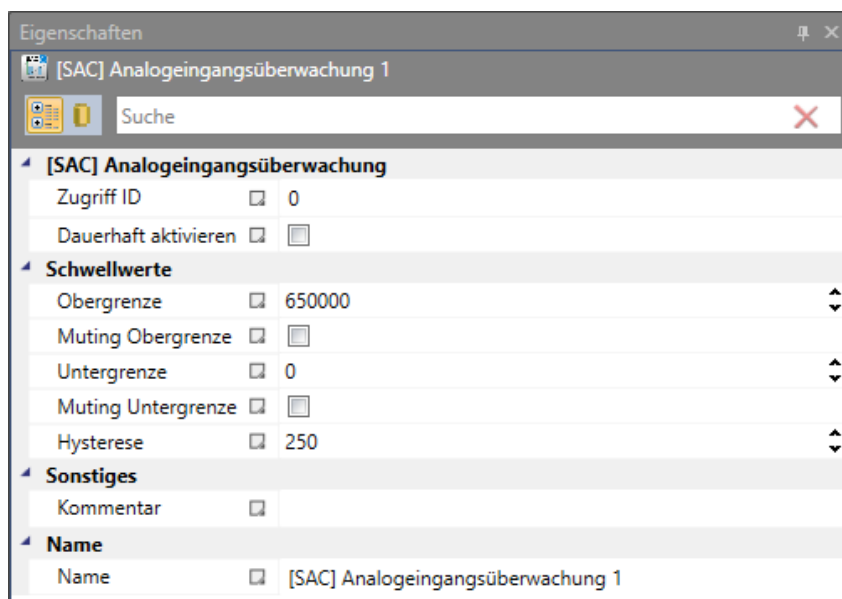 Eigenschaften
[SAC] Analogeingangsüberwachung 1
Suche
[SAC] Analogeingangsüberwachung
Zugriff ID 0
Dauerhaft aktivieren
Schwellwerte
Obergrenze 650000
Muting Obergrenze
Untergrenze 0
Muting Untergrenze
Hysterese 250
Sonstiges
Kommentar
Name
Name [SAC] Analogeingangsüberwachung 1